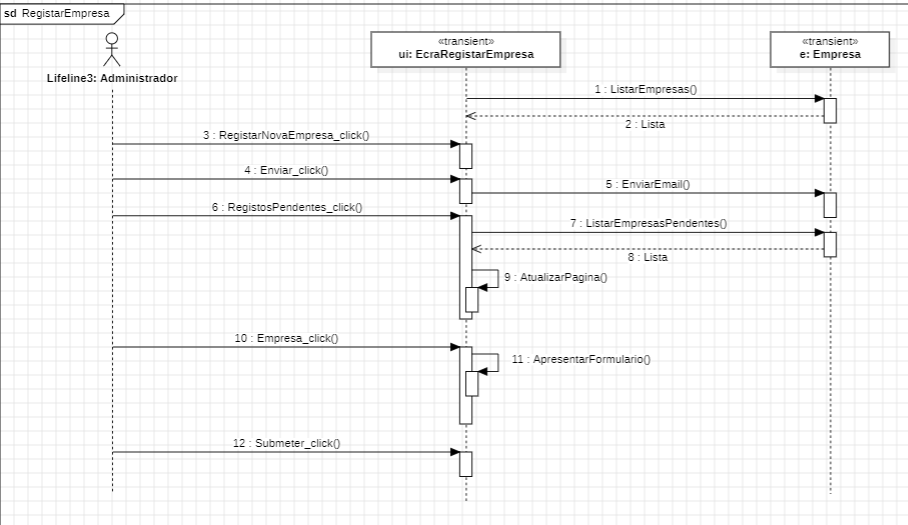 sd RegistarEmpresa
«transient»
ui: EcraRegistarEmpresa
«transient»
e: Empresa
Lifeline3: Administrador
1 : ListarEmpresas()
2 : Lista
3 : RegistarNovaEmpresa_click()
4 : Enviar_click()
5 : EnviarEmail()
6 : RegistosPendentes_click()
7 : ListarEmpresasPendentes()
8 : Lista
9 : AtualizarPagina()
10 : Empresa_click()
11 : ApresentarFormulario()
12 : Submeter_click()